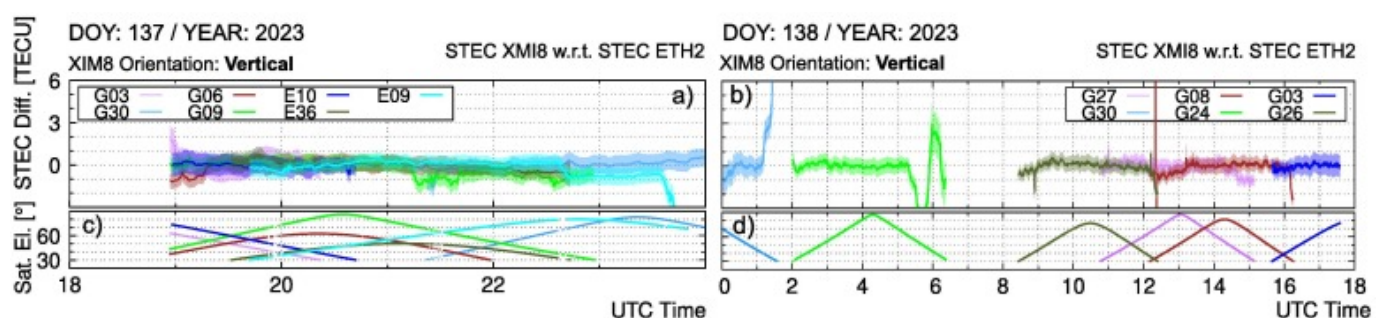 DOY: 137 / YEAR: 2023
STEC XMI8 w.r.t. STEC ETH2
XIM8 Orientation: Vertical
STEC Diff. [TECU]
6
3
0
G03 G06 E10 E09
G30 G09 E36
a)
Sat. El. [°]
60
30
c)
18 20 22
UTC Time
DOY: 138 / YEAR: 2023
STEC XMI8 w.r.t. STEC ETH2
XIM8 Orientation: Vertical
b)
G27 G08 G03
G30 G24 G26
d)
0 2 4 6 8 10 12 14 16 18
UTC Time